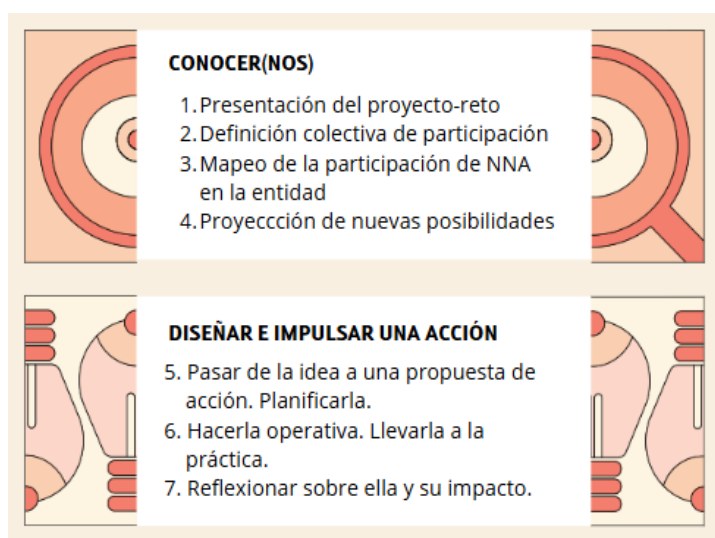 CONOCER(NOS)
1.Presentación del proyecto-reto
2.Definición colectiva de participación
3.Mapeo de la participación de NNA
en la entidad
4.Proyeccción de nuevas posibilidades
DISEÑAR E IMPULSAR UNA ACCIÓN
5. Pasar de la idea a una propuesta de
acción. Planificarla.
6. Hacerla operativa. Llevarla a la
práctica.
7. Reflexionar sobre ella y su impacto.